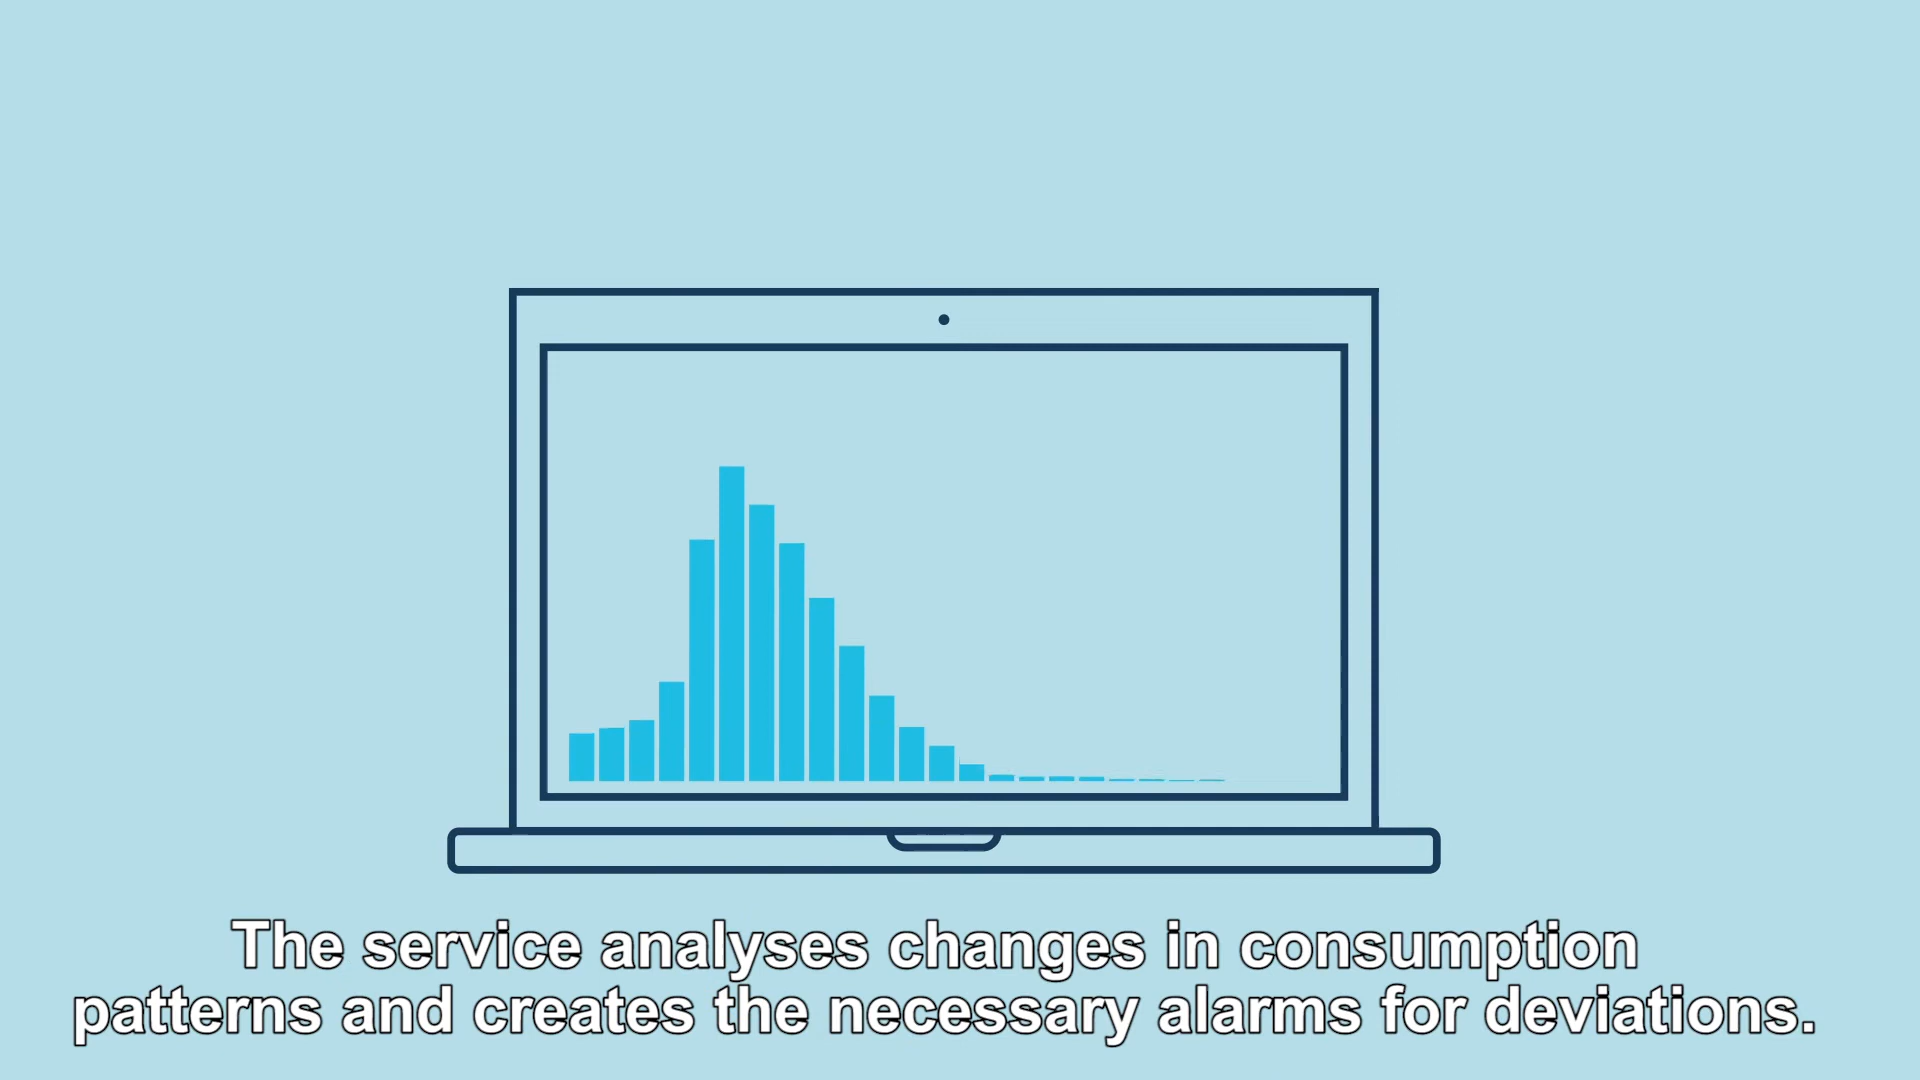 The service analyses changes in consumption
patterns and creates the necessary alarms for deviations.